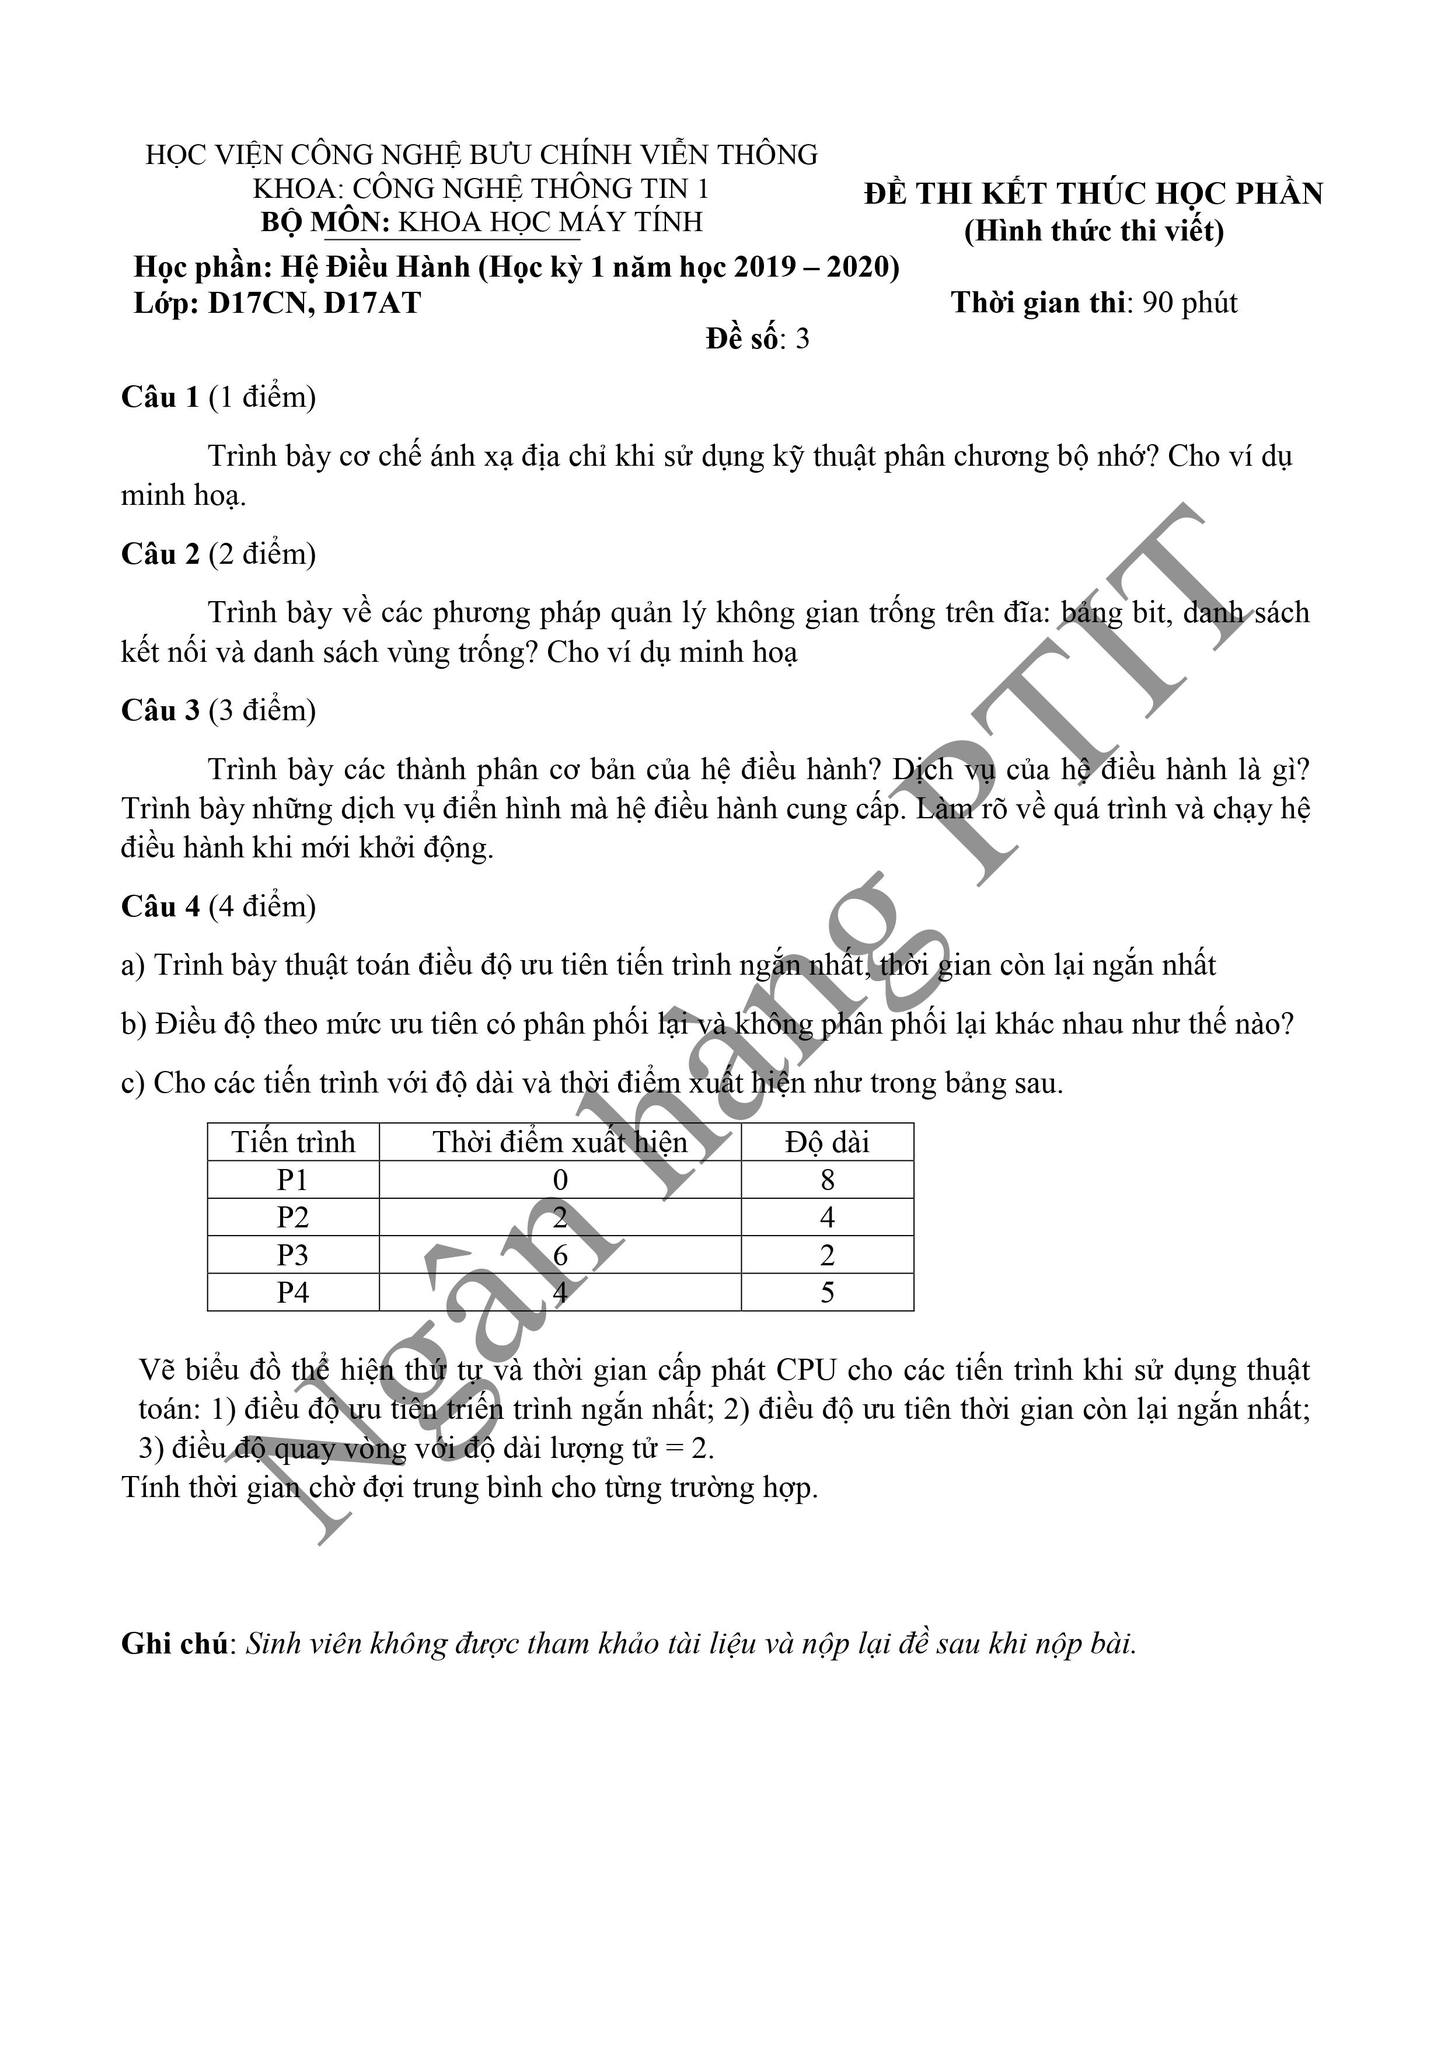 HỌC VIỆN CÔNG NGHỆ BƯU CHÍNH VIỄN THÔNG
KHOA: CÔNG NGHỆ THÔNG TIN 1
BỘ MÔN: KHOA HỌC MÁY TÍNH
ĐỀ THI KẾT THÚC HỌC PHẦN
(Hình thức thi viết)
Học phần: Hệ Điều Hành (Học kỳ 1 năm học 2019 – 2020)
Lớp: D17CN, D17AT
Thời gian thi: 90 phút
Đề số: 3
Câu 1 (1 điểm)
Trình bày cơ chế ánh xạ địa chỉ khi sử dụng kỹ thuật phân chương bộ nhớ? Cho ví dụ
minh hoạ.
Câu 2 (2 điểm)
Trình bày về các phương pháp quản lý không gian trống trên đĩa: bảng bit, danh sách
kết nối và danh sách vùng trống? Cho ví dụ minh hoạ
Câu 3 (3 điểm)
Trình bày các thành phân cơ bản của hệ điều hành? Dịch vụ của hệ điều hành là gì?
Trình bày những dịch vụ điển hình mà hệ điều hành cung cấp. Làm rõ về quá trình và chạy hệ
điều hành khi mới khởi động.
Câu 4 (4 điểm)
a) Trình bày thuật toán điều độ ưu tiên tiến trình ngắn nhất, thời gian còn lại ngắn nhất
b) Điều độ theo mức ưu tiên có phân phối lại và không phân phối lại khác nhau như thế nào?
c) Cho các tiến trình với độ dài và thời điểm xuất hiện như trong bảng sau.
Tiến trình Thời điểm xuất hiện Độ dài
P1 0 8
P2 2 4
P3 6 2
P4 4 5
Vẽ biểu đồ thể hiện thứ tự và thời gian cấp phát CPU cho các tiến trình khi sử dụng thuật
toán: 1) điều độ ưu tiên triến trình ngắn nhất; 2) điều độ ưu tiên thời gian còn lại ngắn nhất;
3) điều độ quay vòng với độ dài lượng tử = 2.
Tính thời gian chờ đợi trung bình cho từng trường hợp.
Ghi chú: Sinh viên không được tham khảo tài liệu và nộp lại đề sau khi nộp bài.
Ngân hàng PTIT